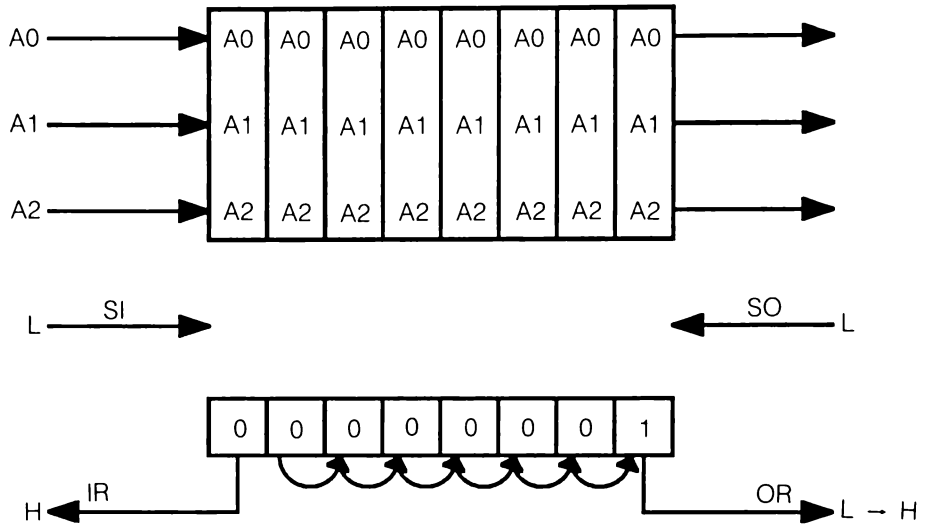 A0 A0 A0 A0 A0 A0 A0 A0 A0
A1 A1 A1 A1 A1 A1 A1 A1 A1
A2 A2 A2 A2 A2 A2 A2 A2 A2
L SI SO L
0 0 0 0 0 0 0 1
H IR OR L → H